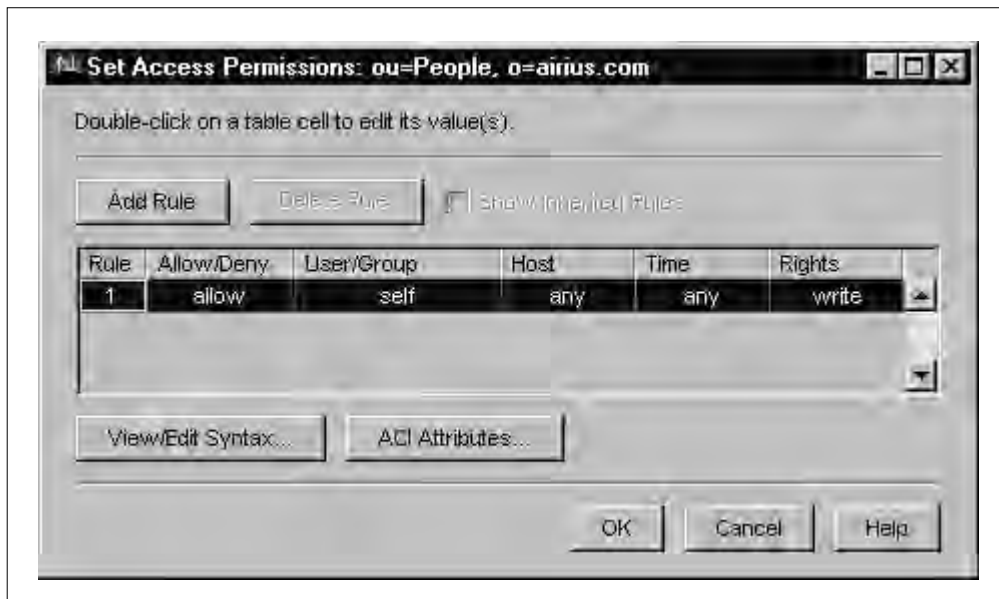 Set Access Permissions: ou=People, o=airius.com
Double-click on a table cell to edit its value(s).
Add Rule Delete Rule Show Inherited Rules
Rule Allow/Deny User/Group Host Time Rights
1 allow self any any write
View/Edit Syntax... ACI Attributes...
OK Cancel Help